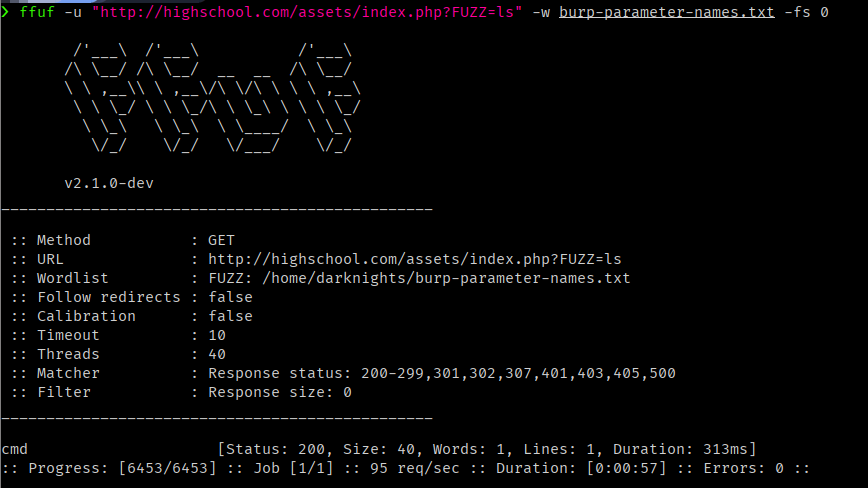 ❯ ffuf -u "http://highschool.com/assets/index.php?FUZZ=ls" -w burp-parameter-names.txt -fs 0

        /'___\  /'___\           /'___\
       /\ \__/ /\ \__/  __  __  /\ \__/
       \ \ ,__\\ \ ,__\/\ \/\ \ \ \ ,__\
        \ \ \_/ \ \ \_/\ \ \_\ \ \ \ \_/
         \ \_\   \ \_\  \ \____/  \ \_\
          \/_/    \/_/   \/___/    \/_/

       v2.1.0-dev
________________________________________________

 :: Method           : GET
 :: URL              : http://highschool.com/assets/index.php?FUZZ=ls
 :: Wordlist         : FUZZ: /home/darknights/burp-parameter-names.txt
 :: Follow redirects : false
 :: Calibration      : false
 :: Timeout          : 10
 :: Threads          : 40
 :: Matcher          : Response status: 200-299,301,302,307,401,403,405,500
 :: Filter           : Response size: 0
________________________________________________

cmd                     [Status: 200, Size: 40, Words: 1, Lines: 1, Duration: 313ms]
:: Progress: [6453/6453] :: Job [1/1] :: 95 req/sec :: Duration: [0:00:57] :: Errors: 0 ::